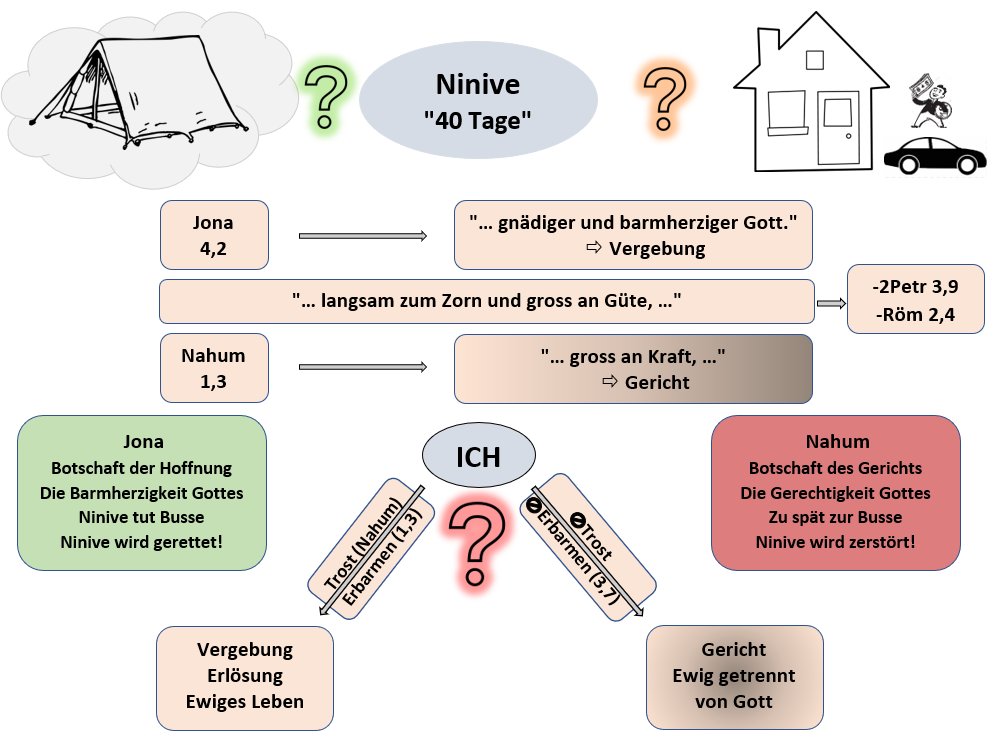 ?
Ninive
"40 Tage"
?
Jona
4,2
"... gnädiger und barmherziger Gott."
⇨ Vergebung
"... langsam zum Zorn und gross an Güte, ..."
-2Petr 3,9
-Röm 2,4
Nahum
1,3
"... gross an Kraft, ..."
⇨ Gericht
Jona
Botschaft der Hoffnung
Die Barmherzigkeit Gottes
Ninive tut Busse
Ninive wird gerettet!
ICH
?
Nahum
Botschaft des Gerichts
Die Gerechtigkeit Gottes
Zu spät zur Busse
Ninive wird zerstört!
Trost (Nahum)
Erbarmen (1,3)
Trost
Erbarmen (3,7)
Vergebung
Erlösung
Ewiges Leben
Gericht
Ewig getrennt
von Gott